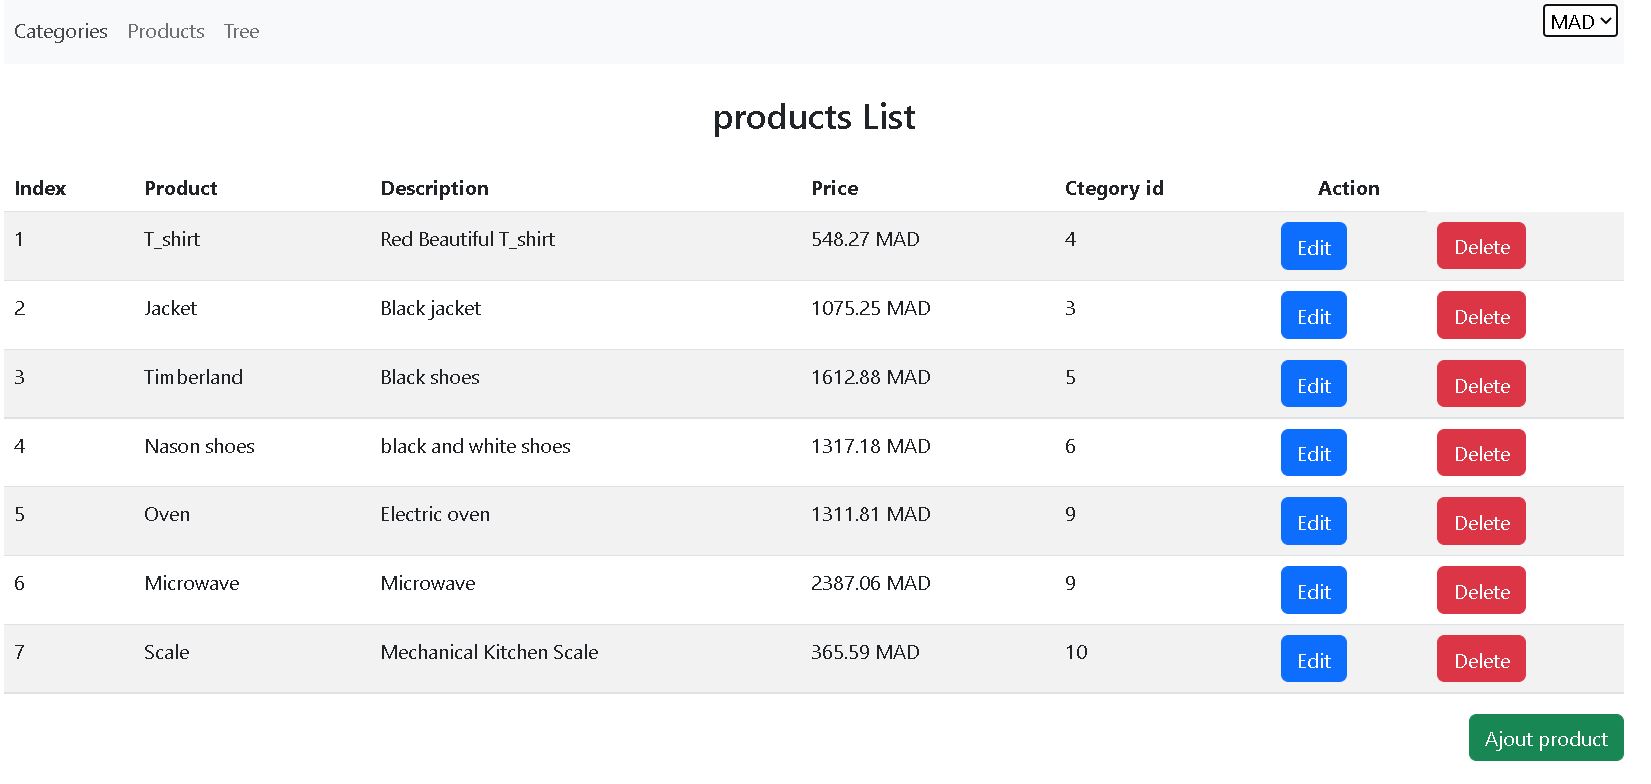 Categories Products Tree MAD
products List
Index Product Description Price Ctegory id Action
1 T_shirt Red Beautiful T_shirt 548.27 MAD 4 Edit Delete
2 Jacket Black jacket 1075.25 MAD 3 Edit Delete
3 Timberland Black shoes 1612.88 MAD 5 Edit Delete
4 Nason shoes black and white shoes 1317.18 MAD 6 Edit Delete
5 Oven Electric oven 1311.81 MAD 9 Edit Delete
6 Microwave Microwave 2387.06 MAD 9 Edit Delete
7 Scale Mechanical Kitchen Scale 365.59 MAD 10 Edit Delete
Ajout product